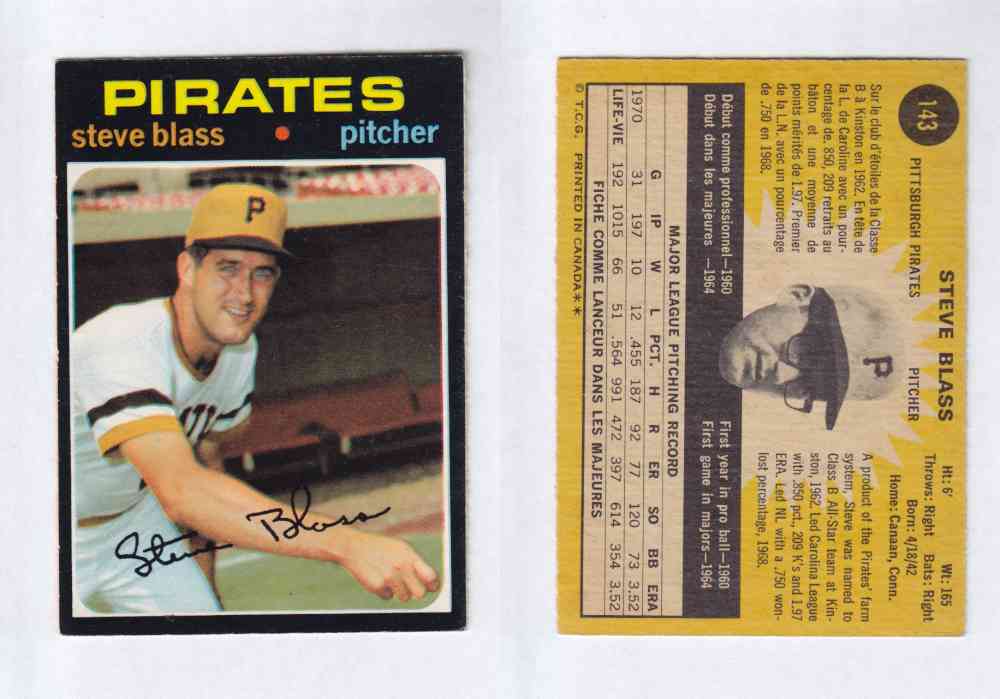 PIRATES
steve blass • pitcher
P
Steve Blass
143
STEVE BLASS
PITTSBURGH PIRATES PITCHER
Ht: 6' Wt: 165
Throws: Right Bats: Right
Born: 4/18/42
Home: Canaan, Conn.
Sur le club d'étoiles de la Classe
B à Kinston en 1962. En tête de
la L. de Caroline avec un pour-
centage de. 850, 209 retraits au
bâton et une moyenne de
points mérités de 1.97. Premier
de la L.N. avec un pourcentage
de .750 en 1968.
P
A product of the Pirates' farm
system, Steve was named to
Class B All-Star team at Kin-
ston, 1962. Led Carolina League
with .850 pct., 209 K's and 1.97
ERA. Led NL with a .750 won-
lost percentage, 1968.
Début comme professionnel—1960
Début dans les majeures —1964
First year in pro ball—1960
First game in majors—1964
MAJOR LEAGUE PITCHING RECORD
G IP W L PCT. H R ER SO BB ERA
1970 31 197 10 12 .455 187 92 77 120 73 3.52
LIFE-VIE 192 1015 66 51 .564 991 472 397 614 354 3.52
FICHE COMME LANCEUR DANS LES MAJEURES
© T.C.G. PRINTED IN CANADA**